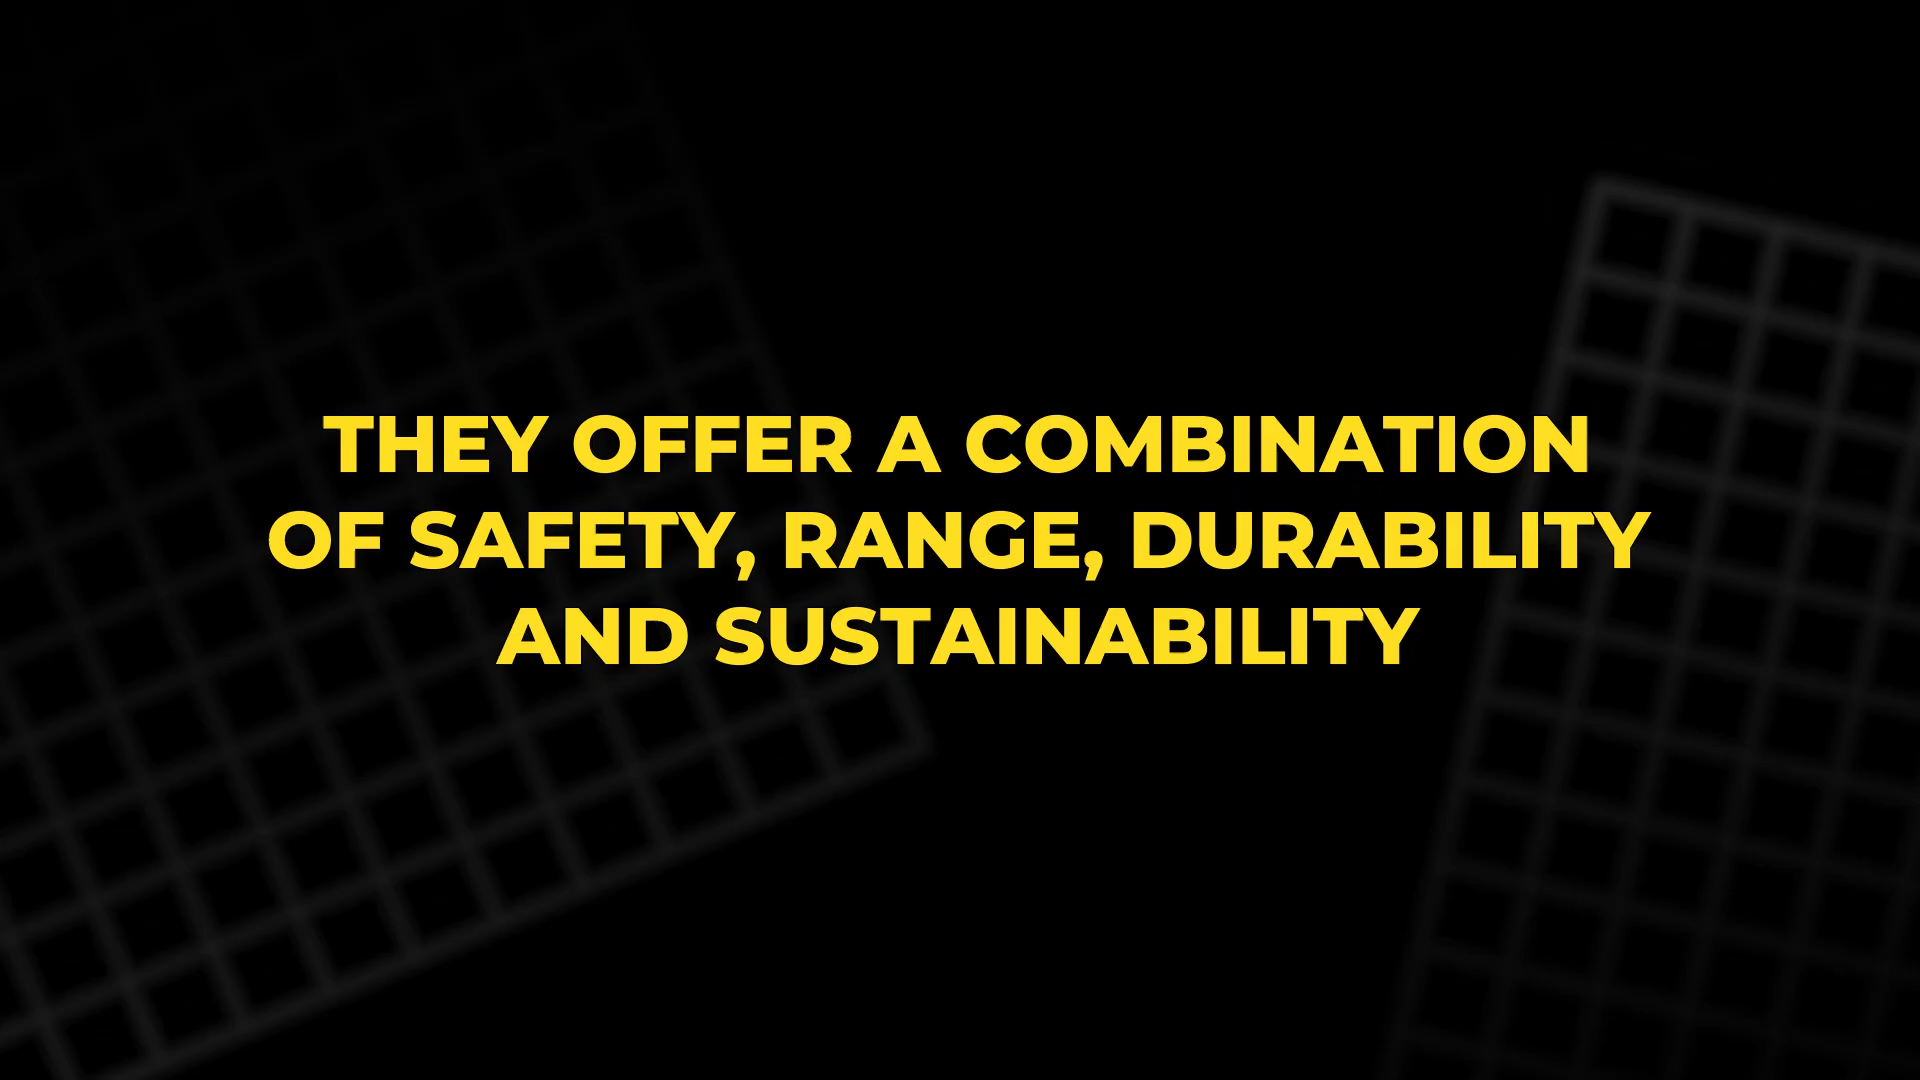 THEY OFFER A COMBINATION
OF SAFETY, RANGE, DURABILITY
AND SUSTAINABILITY